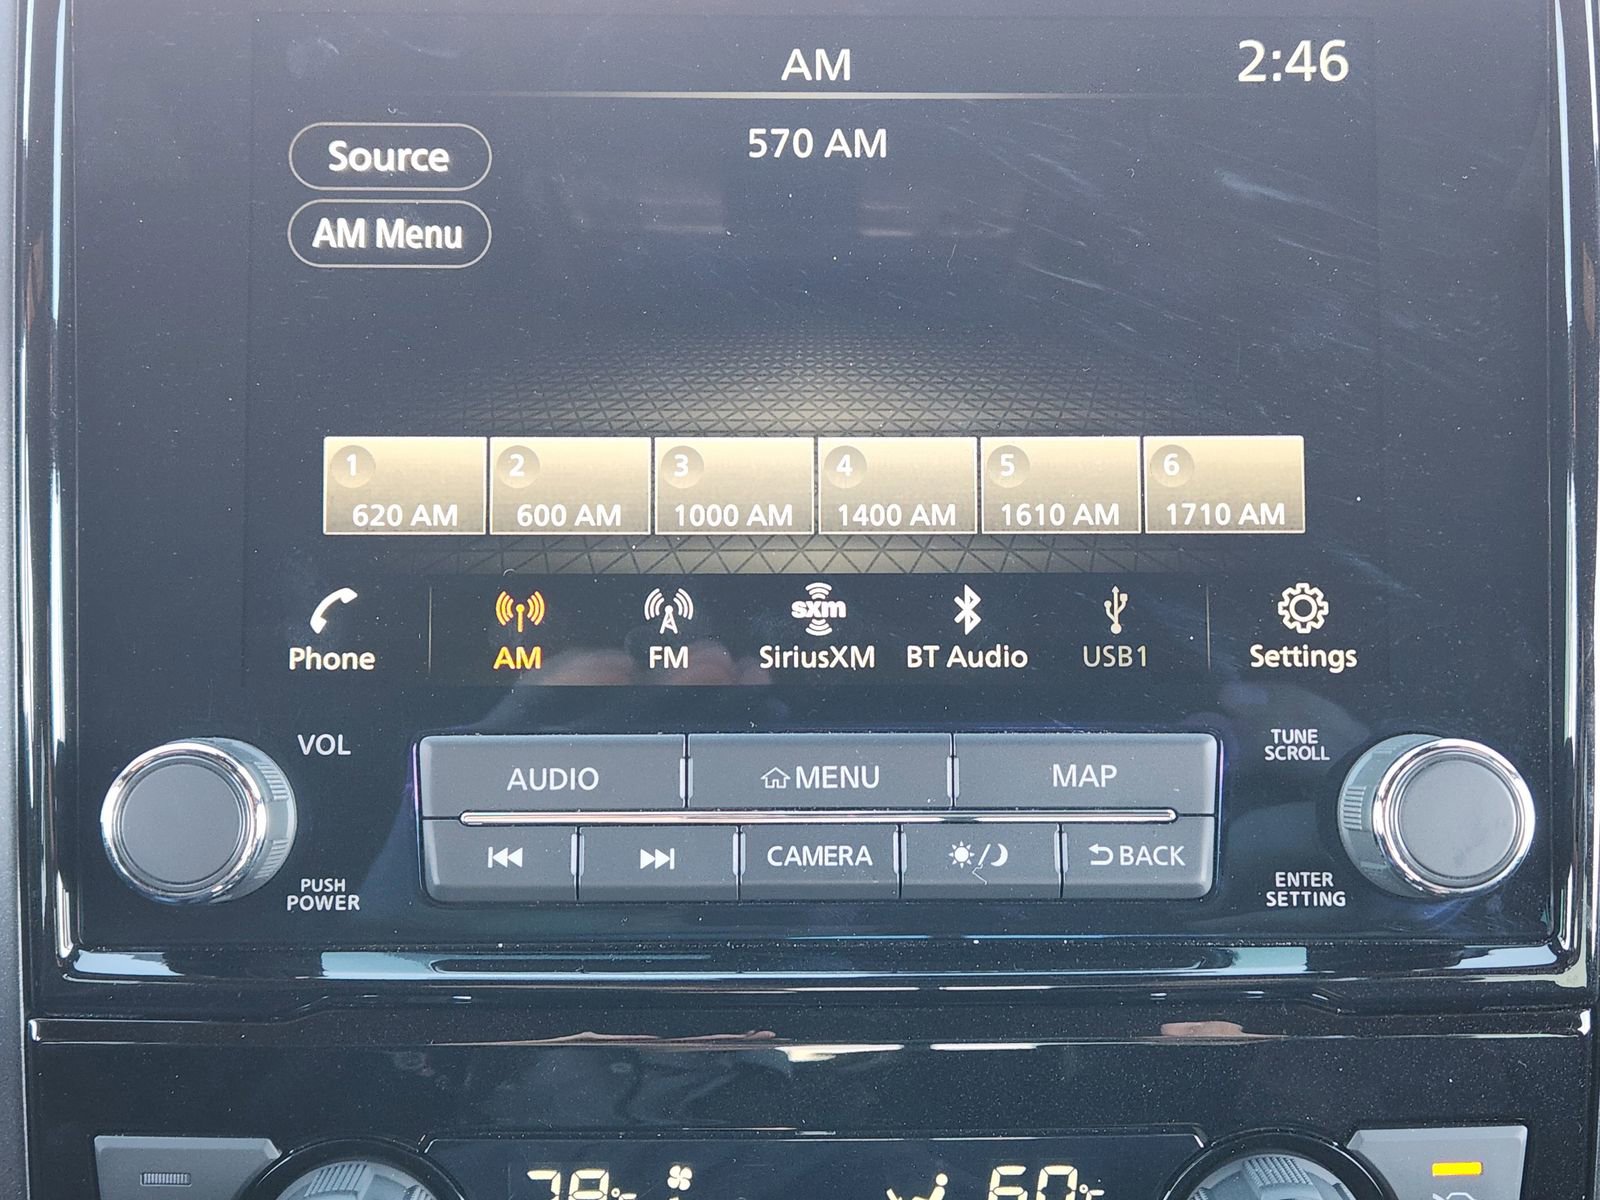 AM
2:46
570 AM
Source
AM Menu
1
2
3
4
5
6
620 AM
600 AM
1000 AM
1400 AM
1610 AM
1710 AM
sxm
Phone
AM
FM
SiriusXM
BT Audio
USB1
Settings
VOL
TUNE
SCROLL
AUDIO
MENU
MAP
CAMERA
BACK
PUSH
POWER
ENTER
SETTING
60°F